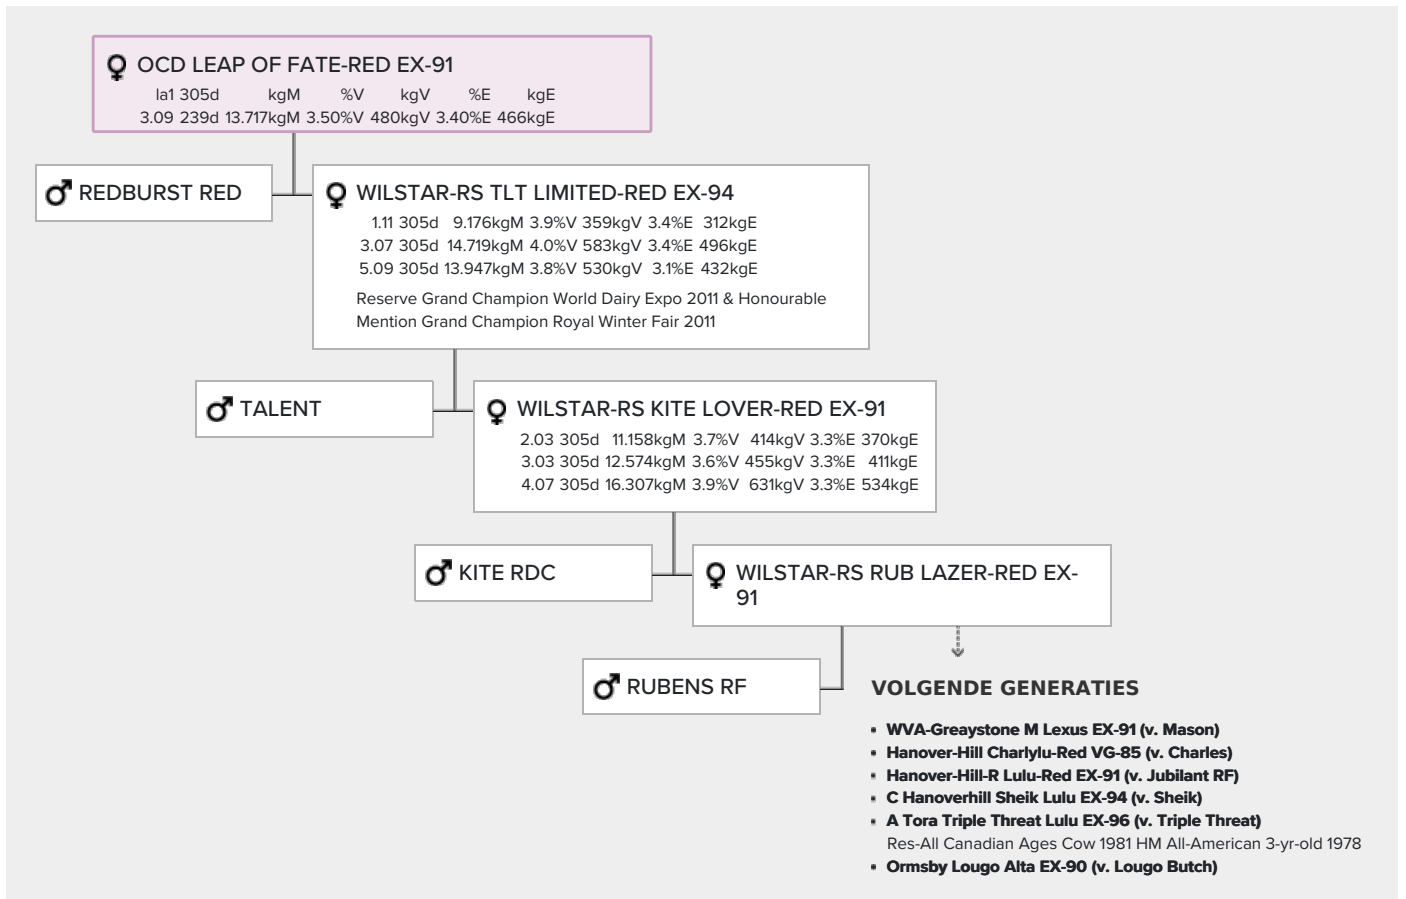 OCD LEAP OF FATE-RED EX-91
la1 305d kgM %V kgV %E kgE
3.09 239d 13.717kgM 3.50%V 480kgV 3.40%E 466kgE
REDBURST RED
WILSTAR-RS TLT LIMITED-RED EX-94
1.11 305d 9.176kgM 3.9%V 359kgV 3.4%E 312kgE
3.07 305d 14.719kgM 4.0%V 583kgV 3.4%E 496kgE
5.09 305d 13.947kgM 3.8%V 530kgV 3.1%E 432kgE
Reserve Grand Champion World Dairy Expo 2011 & Honourable
Mention Grand Champion Royal Winter Fair 2011
TALENT
WILSTAR-RS KITE LOVER-RED EX-91
2.03 305d 11.158kgM 3.7%V 414kgV 3.3%E 370kgE
3.03 305d 12.574kgM 3.6%V 455kgV 3.3%E 411kgE
4.07 305d 16.307kgM 3.9%V 631kgV 3.3%E 534kgE
KITE RDC
WILSTAR-RS RUB LAZER-RED EX-
91
RUBENS RF
VOLGENDE GENERATIES
• WVA-Greaystone M Lexus EX-91 (v. Mason)
• Hanover-Hill Charlylu-Red VG-85 (v. Charles)
• Hanover-Hill-R Lulu-Red EX-91 (v. Jubilant RF)
• C Hanoverhill Sheik Lulu EX-94 (v. Sheik)
• A Tora Triple Threat Lulu EX-96 (v. Triple Threat)
Res-All Canadian Ages Cow 1981 HM All-American 3-yr-old 1978
• Ormsby Lougo Alta EX-90 (v. Lougo Butch)